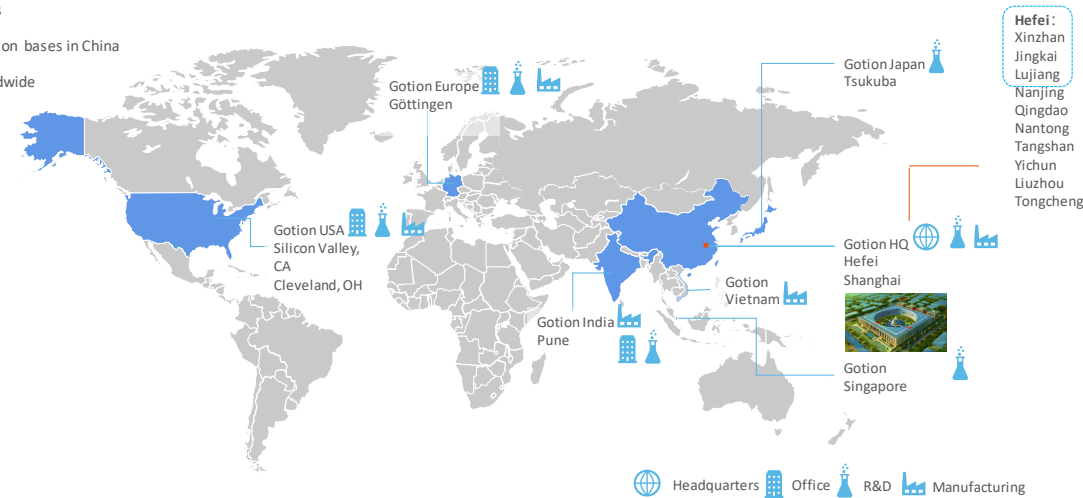 s
on bases in China
dwide
Hefei:
Xinzhan
Jingkai
Lujiang
Nanjing
Qingdao
Nantong
Tangshan
Yichun
Liuzhou
Tongcheng
Gotion Japan
Tsukuba
Gotion Europe
Göttingen
Gotion USA
Silicon Valley,
CA
Cleveland, OH
Gotion HQ
Hefei
Shanghai
Gotion
Vietnam
Gotion India
Pune
Gotion
Singapore
Headquarters Office R&D Manufacturing